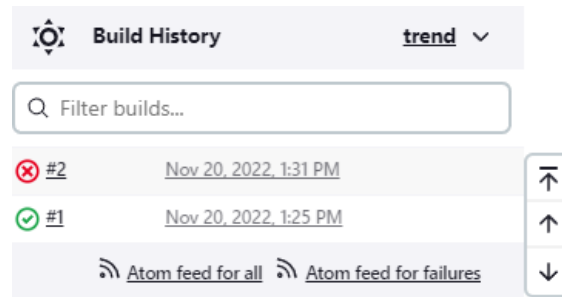 Build History trend
Filter builds...
#2 Nov 20, 2022, 1:31 PM
#1 Nov 20, 2022, 1:25 PM
Atom feed for all Atom feed for failures